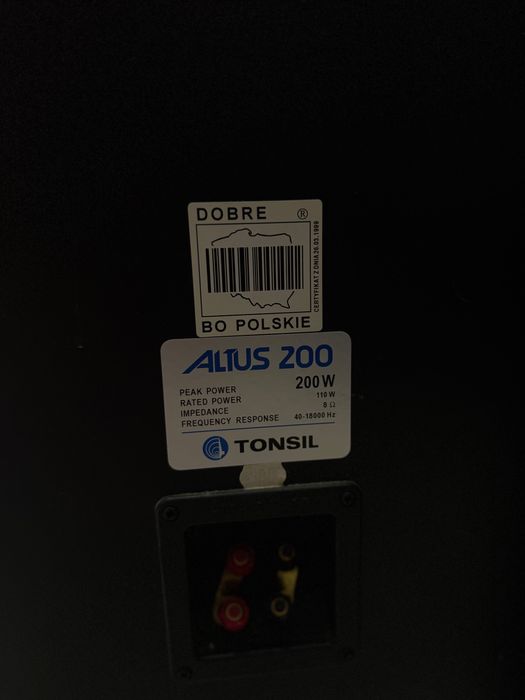 DOBRE ®
CERTYFIKAT Z DNIA 26.03.1999
BO POLSKIE
ALTUS 200
PEAK POWER 200 W
RATED POWER 110 W
IMPEDANCE 8 Ω
FREQUENCY RESPONSE 40-18000 Hz
TONSIL